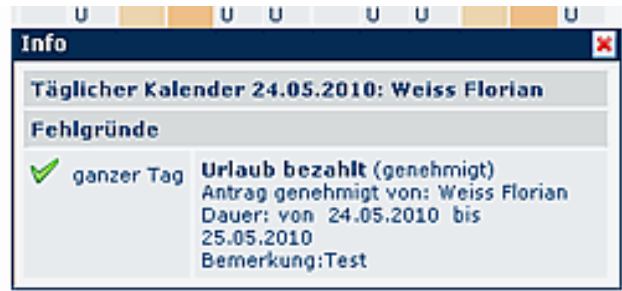 U U U U U U
Info
Täglicher Kalender 24.05.2010: Weiss Florian
Fehlgründe
ganzer Tag Urlaub bezahlt (genehmigt)
Antrag genehmigt von: Weiss Florian
Dauer: von 24.05.2010 bis
25.05.2010
Bemerkung:Test